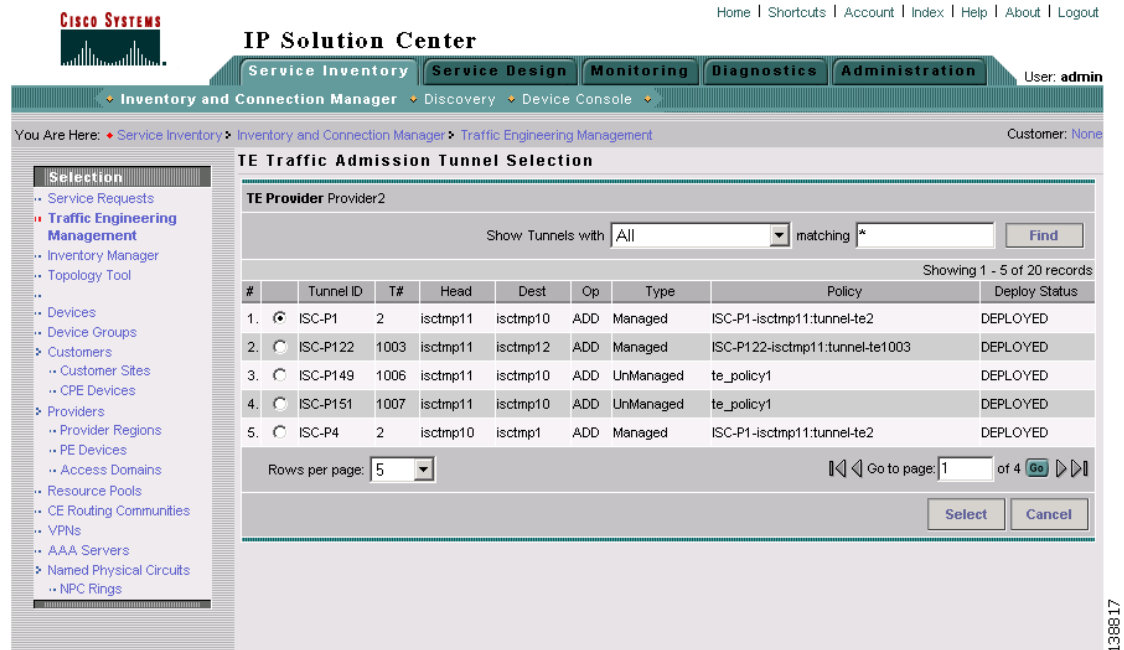 Home | Shortcuts | Account | Index | Help | About | Logout
CISCO SYSTEMS
IP Solution Center
Service Inventory Service Design Monitoring Diagnostics Administration
User: admin
Inventory and Connection Manager Discovery Device Console
You Are Here: Service Inventory Inventory and Connection Manager Traffic Engineering Management
Customer: None
Selection
Service Requests
Traffic Engineering
Management
Inventory Manager
Topology Tool
Devices
Device Groups
Customers
Customer Sites
CPE Devices
Providers
Provider Regions
PE Devices
Access Domains
Resource Pools
CE Routing Communities
VPNs
AAA Servers
Named Physical Circuits
NPC Rings
TE Traffic Admission Tunnel Selection
TE Provider Provider2
Show Tunnels with All matching * Find
Showing 1 - 5 of 20 records
# Tunnel ID T# Head Dest Op Type Policy Deploy Status
1. ISC-P1 2 isctmp11 isctmp10 ADD Managed ISC-P1-isctmp11:tunnel-te2 DEPLOYED
2. ISC-P122 1003 isctmp11 isctmp12 ADD Managed ISC-P122-isctmp11:tunnel-te1003 DEPLOYED
3. ISC-P149 1006 isctmp11 isctmp10 ADD UnManaged te_policy1 DEPLOYED
4. ISC-P151 1007 isctmp11 isctmp10 ADD UnManaged te_policy1 DEPLOYED
5. ISC-P4 2 isctmp10 isctmp1 ADD Managed ISC-P1-isctmp11:tunnel-te2 DEPLOYED
Rows per page: 5
Go to page: 1 of 4 Go
Select Cancel
138817